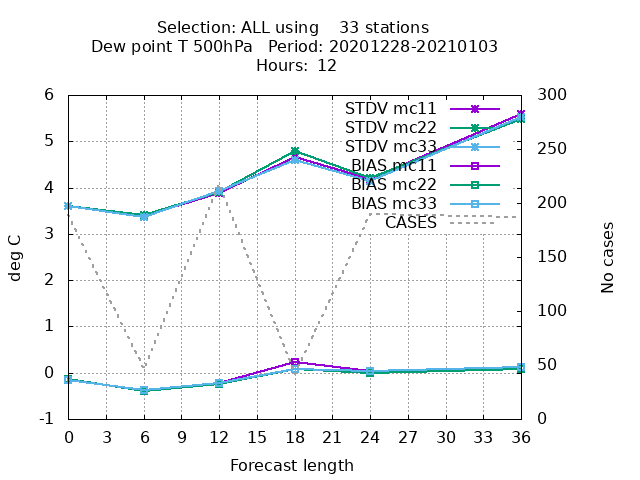 Selection: ALL using    33 stations
Dew point T 500hPa   Period: 20201228-20210103
Hours: 12
6
5
4
3
2
1
0
-1
300
250
200
150
100
50
0
STDV mc11
STDV mc22
STDV mc33
BIAS mc11
BIAS mc22
BIAS mc33
CASES
deg C
No cases
0 3 6 9 12 15 18 21 24 27 30 33 36
Forecast length